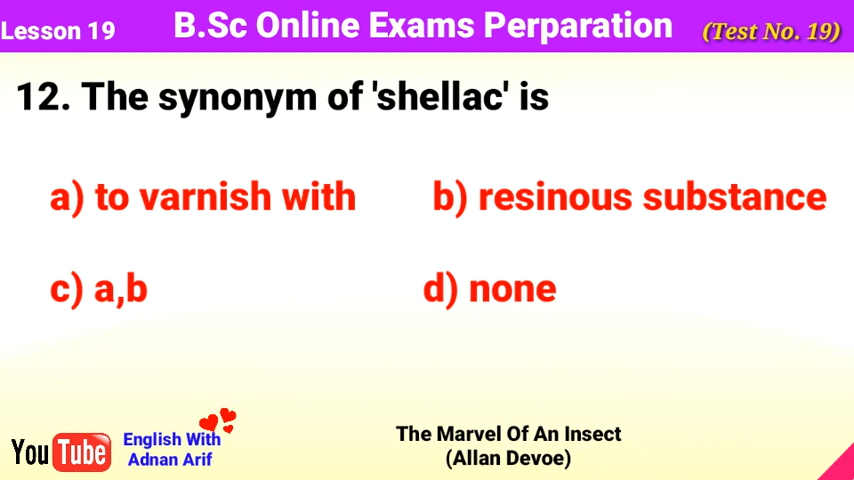 Lesson 19 B.Sc Online Exams Perparation (Test No. 19)
12. The synonym of 'shellac' is
a) to varnish with b) resinous substance
c) a,b d) none
YouTube English With Adnan Arif
The Marvel Of An Insect
(Allan Devoe)